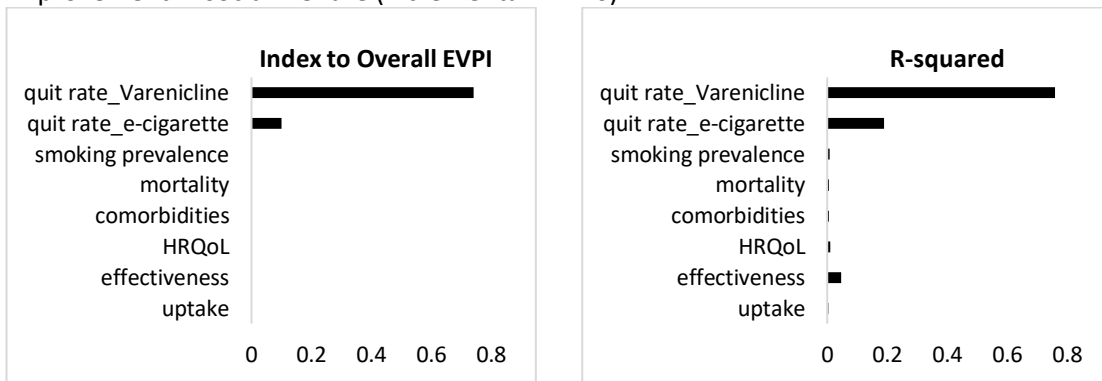 Index to Overall EVPI
quit rate_Varenicline
quit rate_e-cigarette
smoking prevalence
mortality
comorbidities
HRQoL
effectiveness
uptake
0 0.2 0.4 0.6 0.8
R-squared
quit rate_Varenicline
quit rate_e-cigarette
smoking prevalence
mortality
comorbidities
HRQoL
effectiveness
uptake
0 0.2 0.4 0.6 0.8